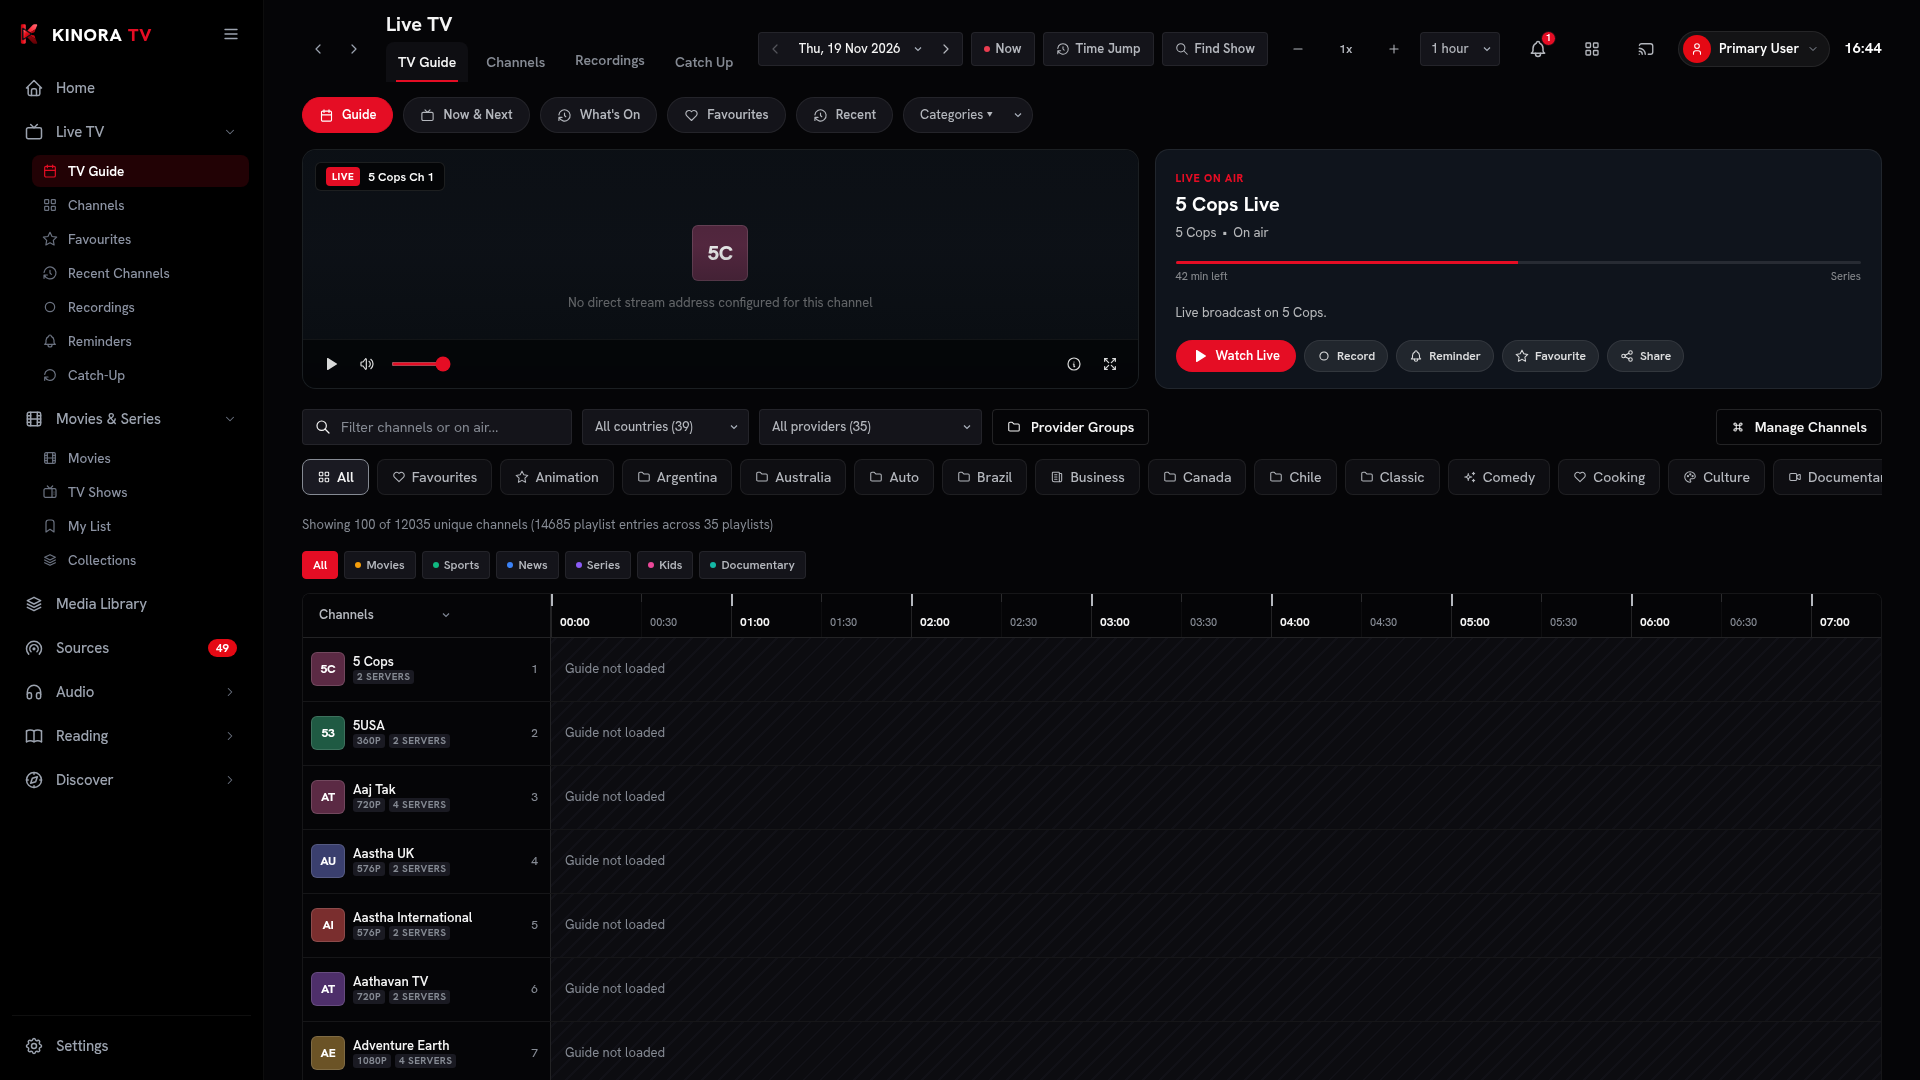 KINORA TV
Home
Live TV
TV Guide
Channels
Favourites
Recent Channels
Recordings
Reminders
Catch-Up
Movies & Series
Movies
TV Shows
My List
Collections
Media Library
Sources 49
Audio
Reading
Discover
Settings
Live TV
TV Guide Channels Recordings Catch Up
Thu, 19 Nov 2026 Now Time Jump Find Show 1x 1 hour 1 Primary User 16:44
Guide Now & Next What's On Favourites Recent Categories
LIVE 5 Cops Ch 1
5C
No direct stream address configured for this channel
LIVE ON AIR
5 Cops Live
5 Cops • On air
42 min left Series
Live broadcast on 5 Cops.
Watch Live Record Reminder Favourite Share
Filter channels or on air... All countries (39) All providers (35) Provider Groups Manage Channels
All Favourites Animation Argentina Australia Auto Brazil Business Canada Chile Classic Comedy Cooking Culture Documentar
Showing 100 of 12035 unique channels (14685 playlist entries across 35 playlists)
All Movies Sports News Series Kids Documentary
Channels 00:00 00:30 01:00 01:30 02:00 02:30 03:00 03:30 04:00 04:30 05:00 05:30 06:00 06:30 07:00
5C 5 Cops 1 Guide not loaded
2 SERVERS
53 5USA 2 Guide not loaded
360P 2 SERVERS
AT Aaj Tak 3 Guide not loaded
720P 4 SERVERS
AU Aastha UK 4 Guide not loaded
576P 2 SERVERS
AI Aastha International 5 Guide not loaded
576P 2 SERVERS
AT Aathavan TV 6 Guide not loaded
720P 2 SERVERS
AE Adventure Earth 7 Guide not loaded
1080P 4 SERVERS